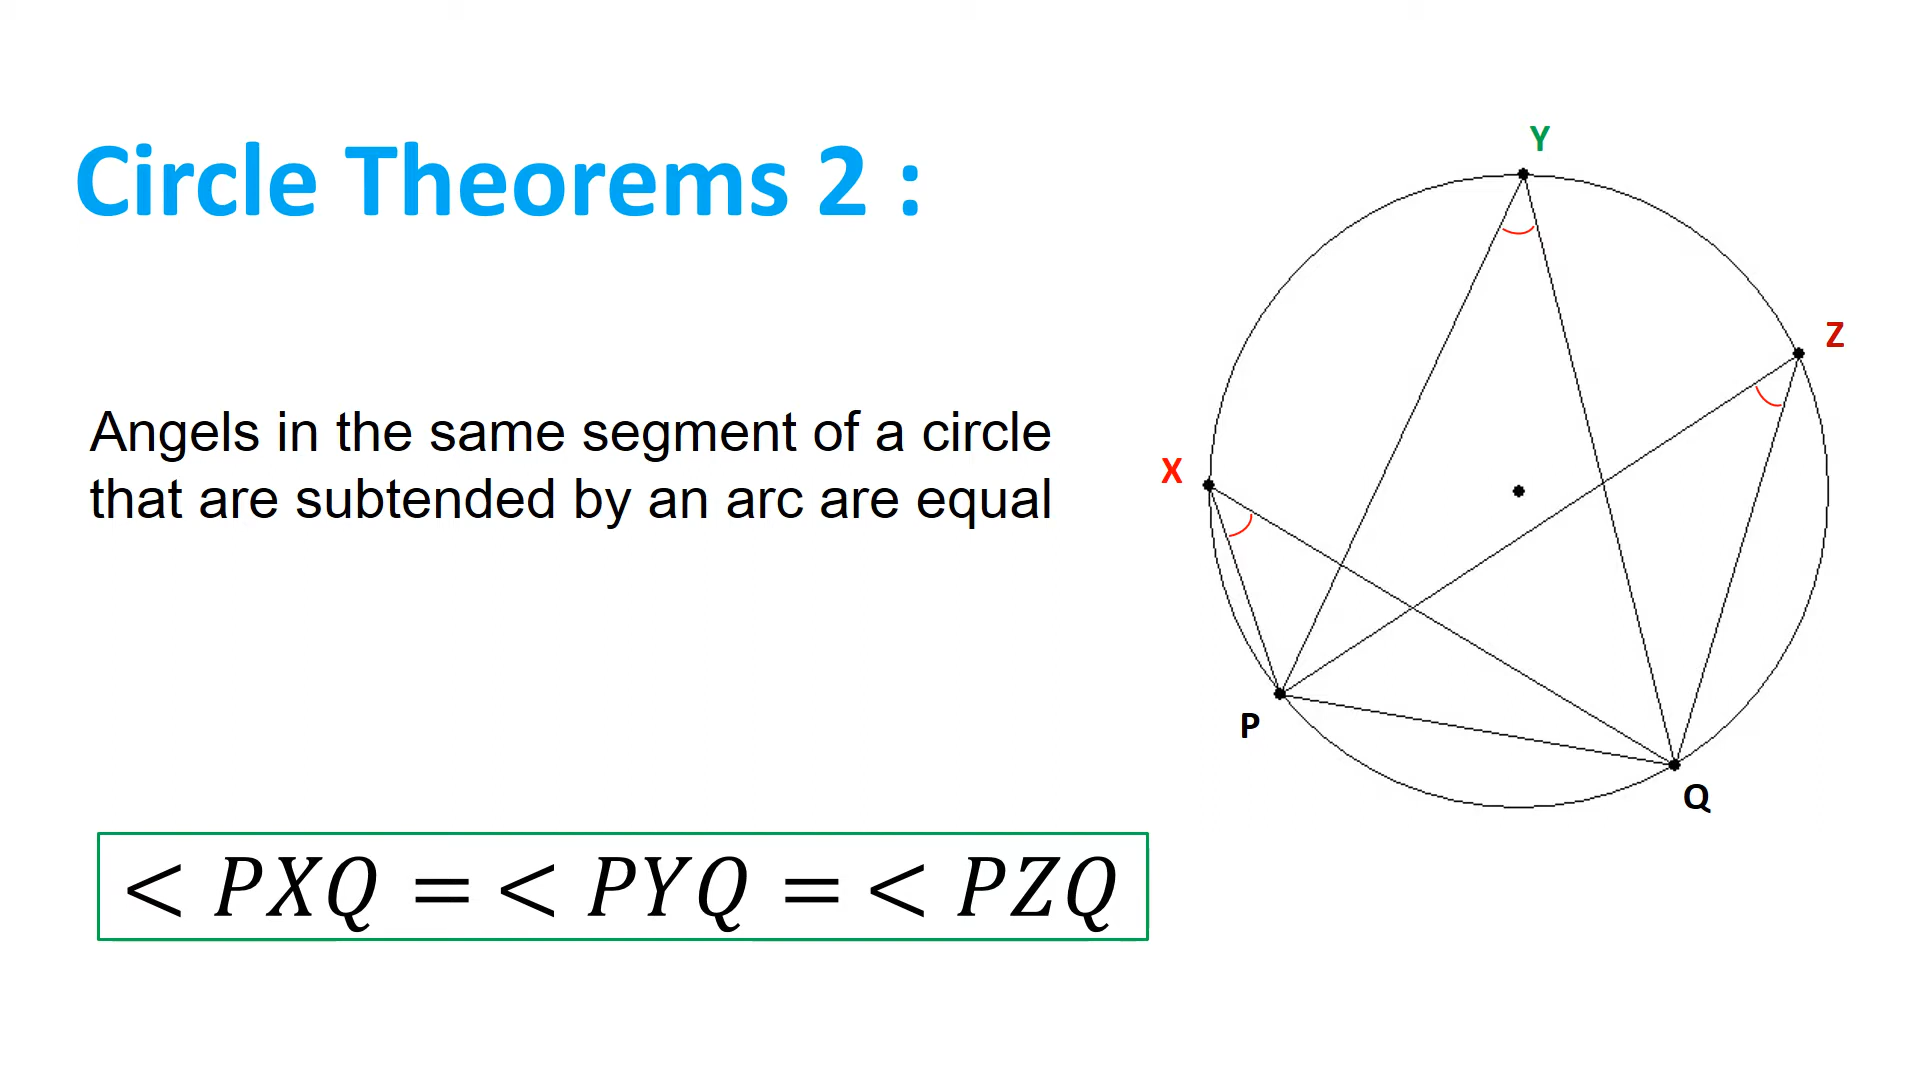 Circle Theorems 2 :
Y
Z
Angels in the same segment of a circle
that are subtended by an arc are equal
X
P
Q
< PXQ = < PYQ = < PZQ